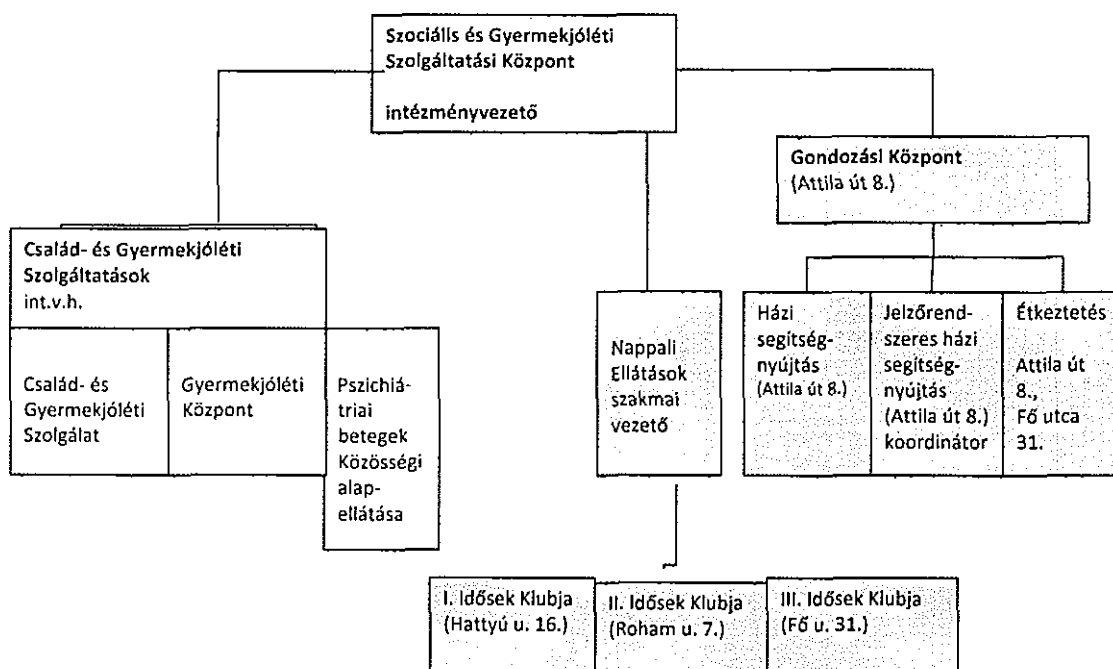 Szociális és Gyermekjóléti
Szolgáltatási Központ
intézményvezető
Gondozási Központ
(Attila út 8.)
Család- és Gyermekjóléti
Szolgáltatások
int.v.h.
Család- és
Gyermekjóléti
Szolgálat
Gyermekjóléti
Központ
Pszichiá-
triai
betegek
Közösségi
alap-
ellátása
Nappali
Ellátások
szakmai
vezető
Házi
segítség-
nyújtás
(Attila út 8.)
Jelzőrend-
szeres házi
segítség-
nyújtás
(Attila út 8.)
koordinátor
Étkeztetés
Attila út
8.,
Fő utca
31.
I. Idősek Klubja
(Hattyú u. 16.)
II. Idősek Klubja
(Roham u. 7.)
III. Idősek Klubja
(Fő u. 31.)